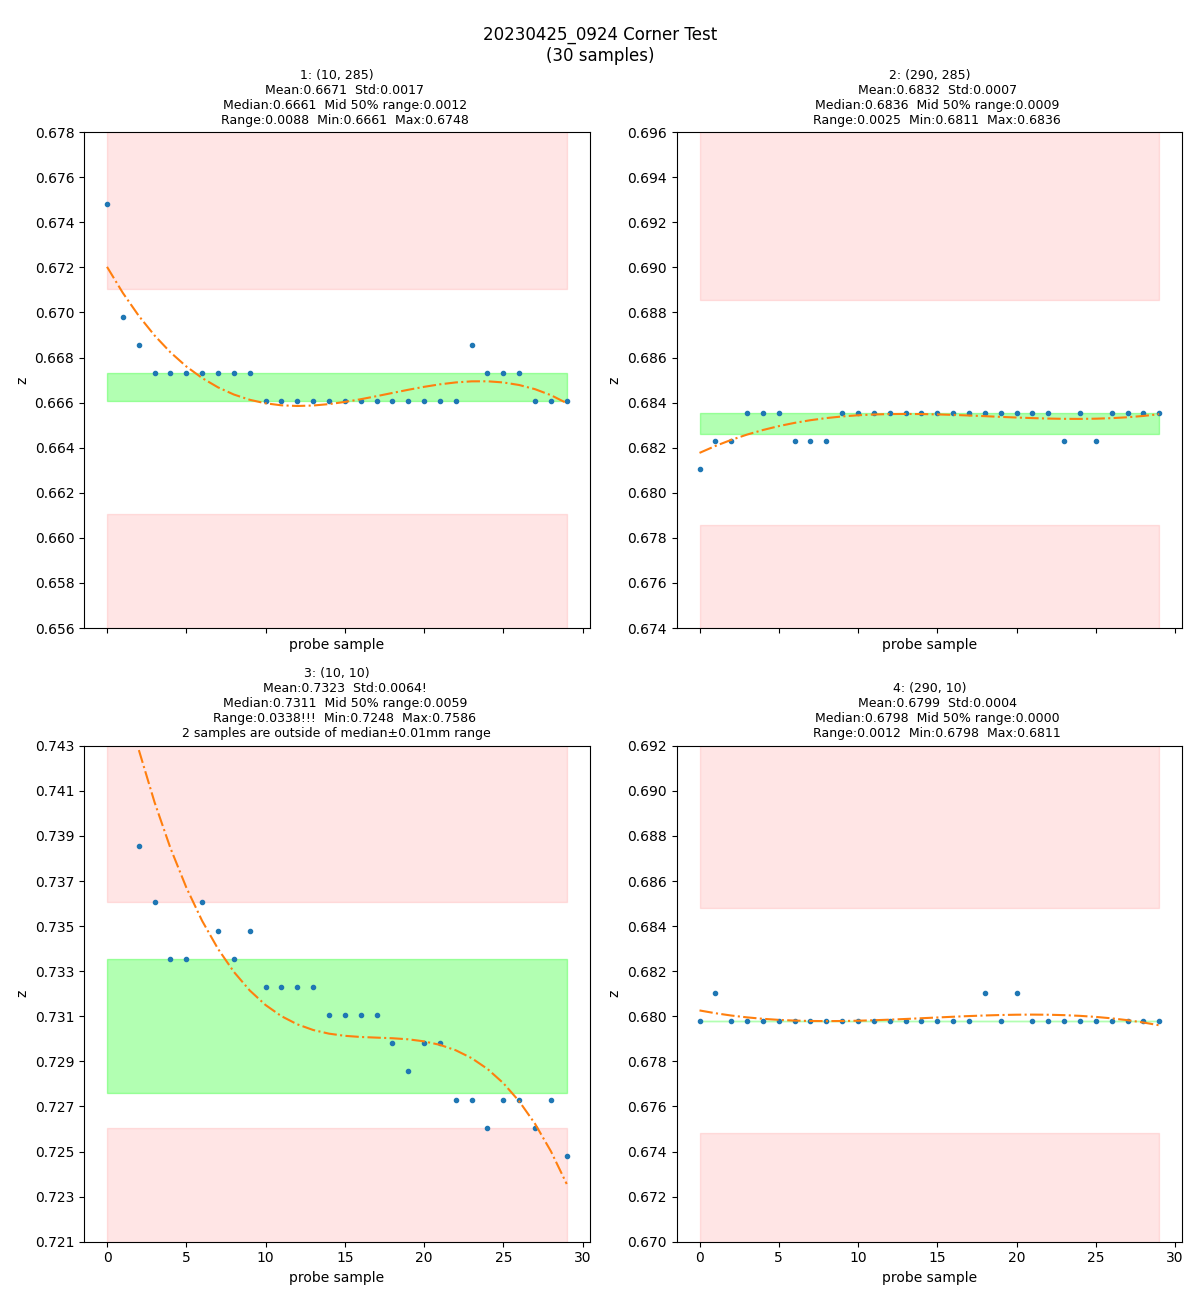 20230425_0924 Corner Test
(30 samples)
1: (10, 285)
Mean:0.6671  Std:0.0017
Median:0.6661  Mid 50% range:0.0012
Range:0.0088  Min:0.6661  Max:0.6748
0.678
0.676
0.674
0.672
0.670
0.668
0.666
0.664
0.662
0.660
0.658
0.656
z
probe sample
2: (290, 285)
Mean:0.6832  Std:0.0007
Median:0.6836  Mid 50% range:0.0009
Range:0.0025  Min:0.6811  Max:0.6836
0.696
0.694
0.692
0.690
0.688
0.686
0.684
0.682
0.680
0.678
0.676
0.674
z
probe sample
3: (10, 10)
Mean:0.7323  Std:0.0064!
Median:0.7311  Mid 50% range:0.0059
Range:0.0338!!!  Min:0.7248  Max:0.7586
2 samples are outside of median±0.01mm range
0.743
0.741
0.739
0.737
0.735
0.733
0.731
0.729
0.727
0.725
0.723
0.721
z
0 5 10 15 20 25 30
probe sample
4: (290, 10)
Mean:0.6799  Std:0.0004
Median:0.6798  Mid 50% range:0.0000
Range:0.0012  Min:0.6798  Max:0.6811
0.692
0.690
0.688
0.686
0.684
0.682
0.680
0.678
0.676
0.674
0.672
0.670
z
0 5 10 15 20 25 30
probe sample